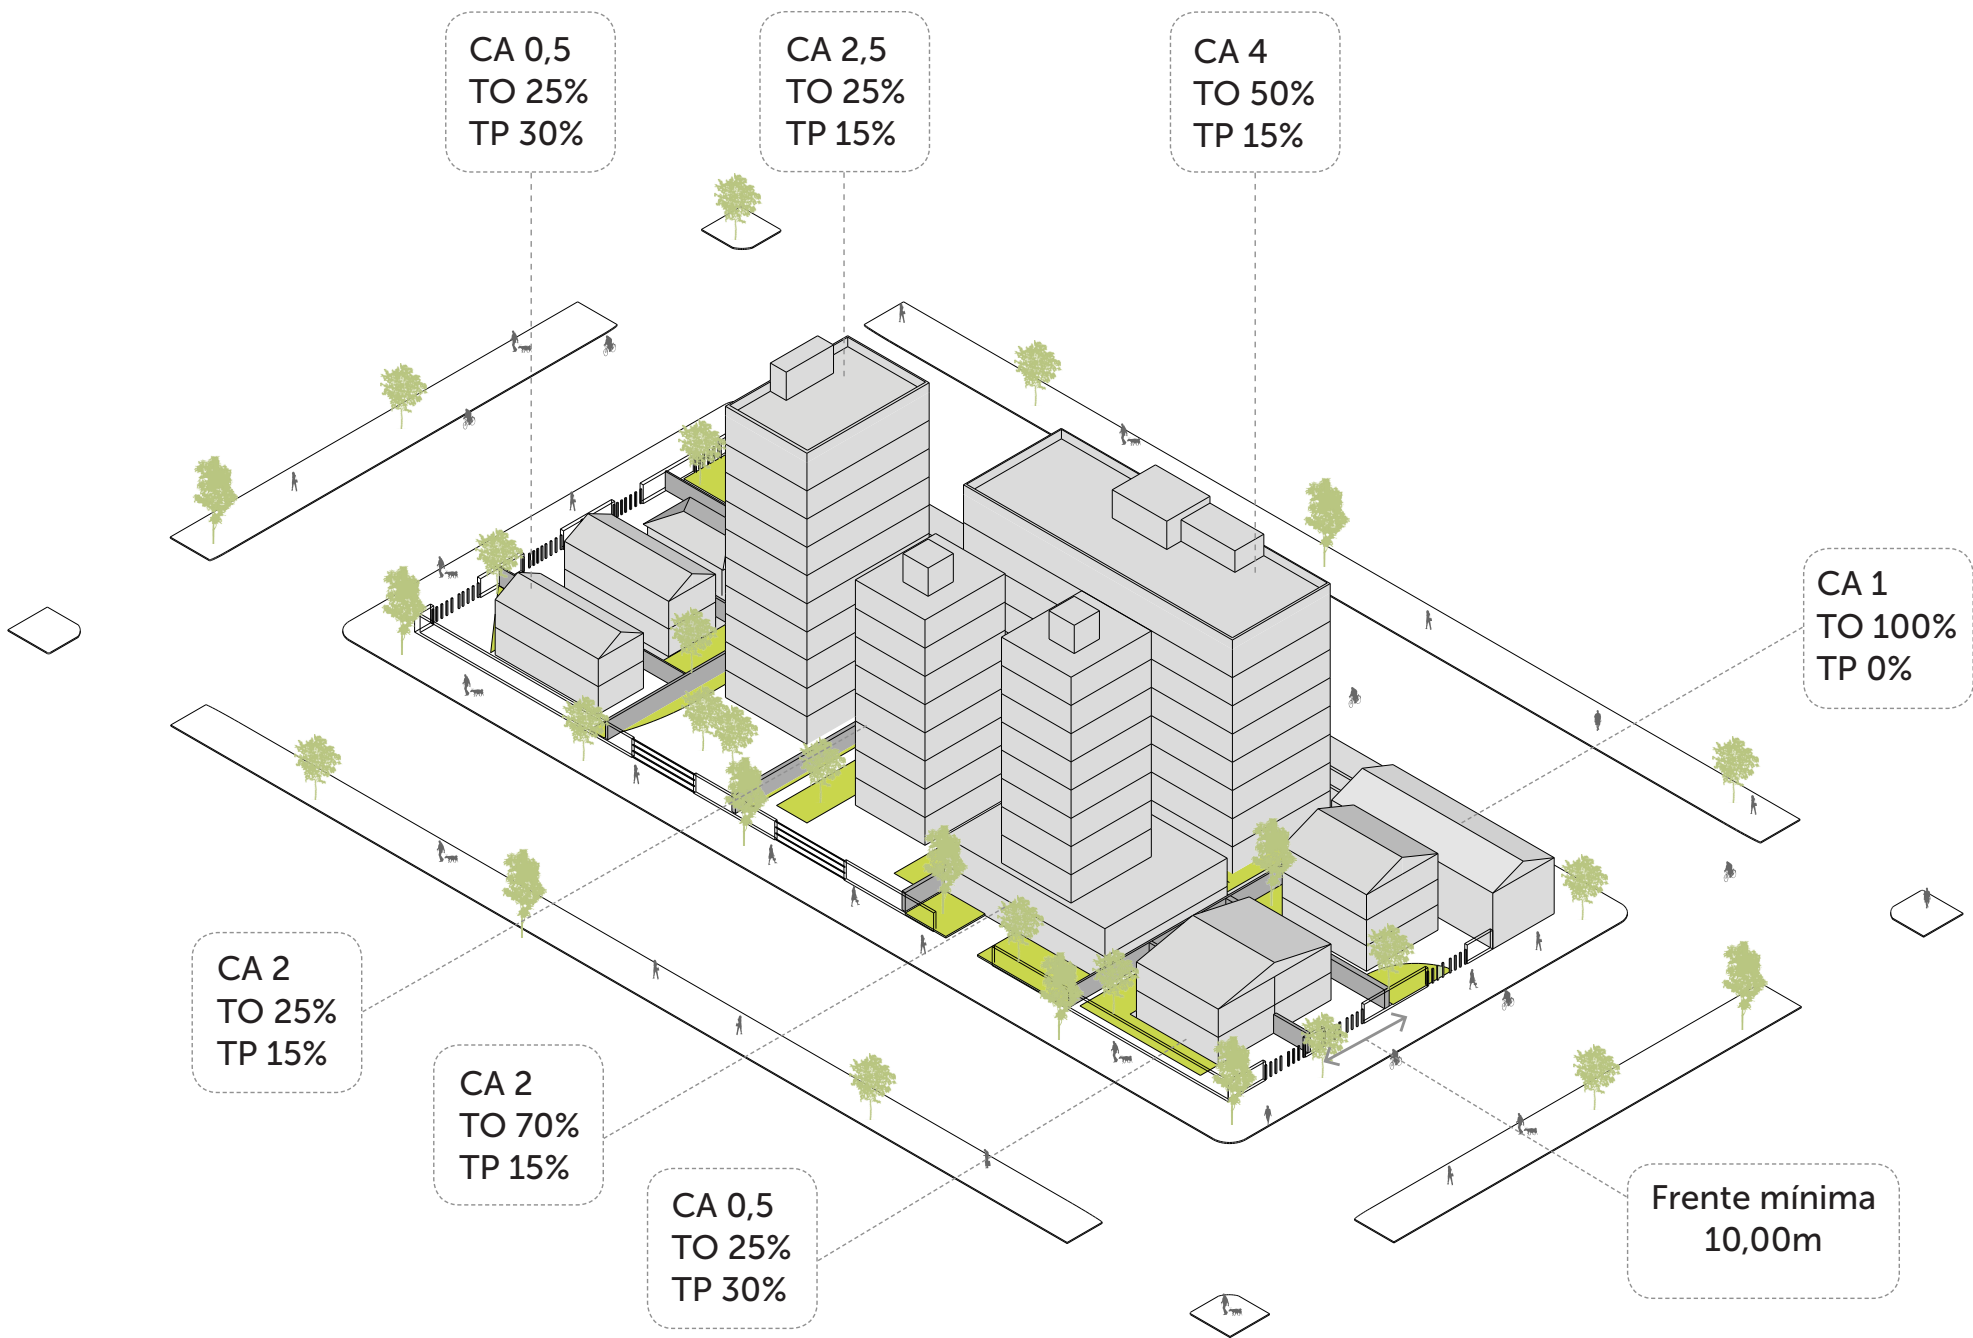 CA 0,5
TO 25%
TP 30%
CA 2,5
TO 25%
TP 15%
CA 4
TO 50%
TP 15%
CA 1
TO 100%
TP 0%
CA 2
TO 25%
TP 15%
CA 2
TO 70%
TP 15%
CA 0,5
TO 25%
TP 30%
Frente mínima
10,00m